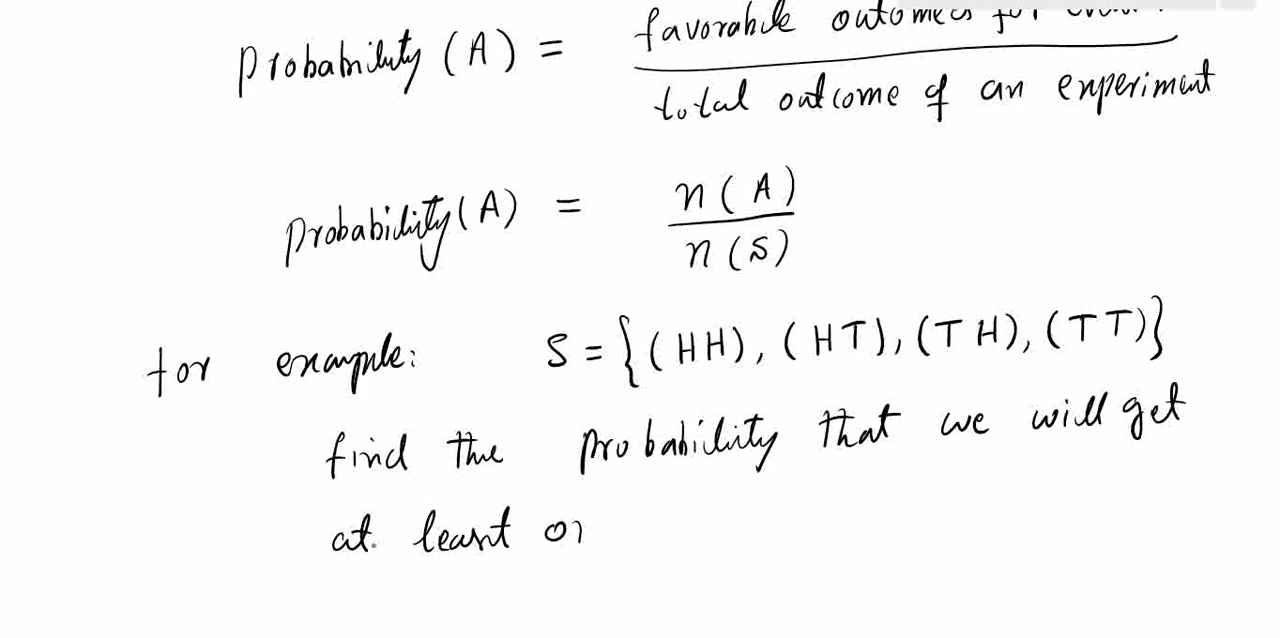 Probability (A) = favorable outcomes for
total outcome of an experiment
Probability (A) = n(A)
n(S)
for example: S = {(HH), (HT), (TH), (TT)}
find the probability that we will get
at least